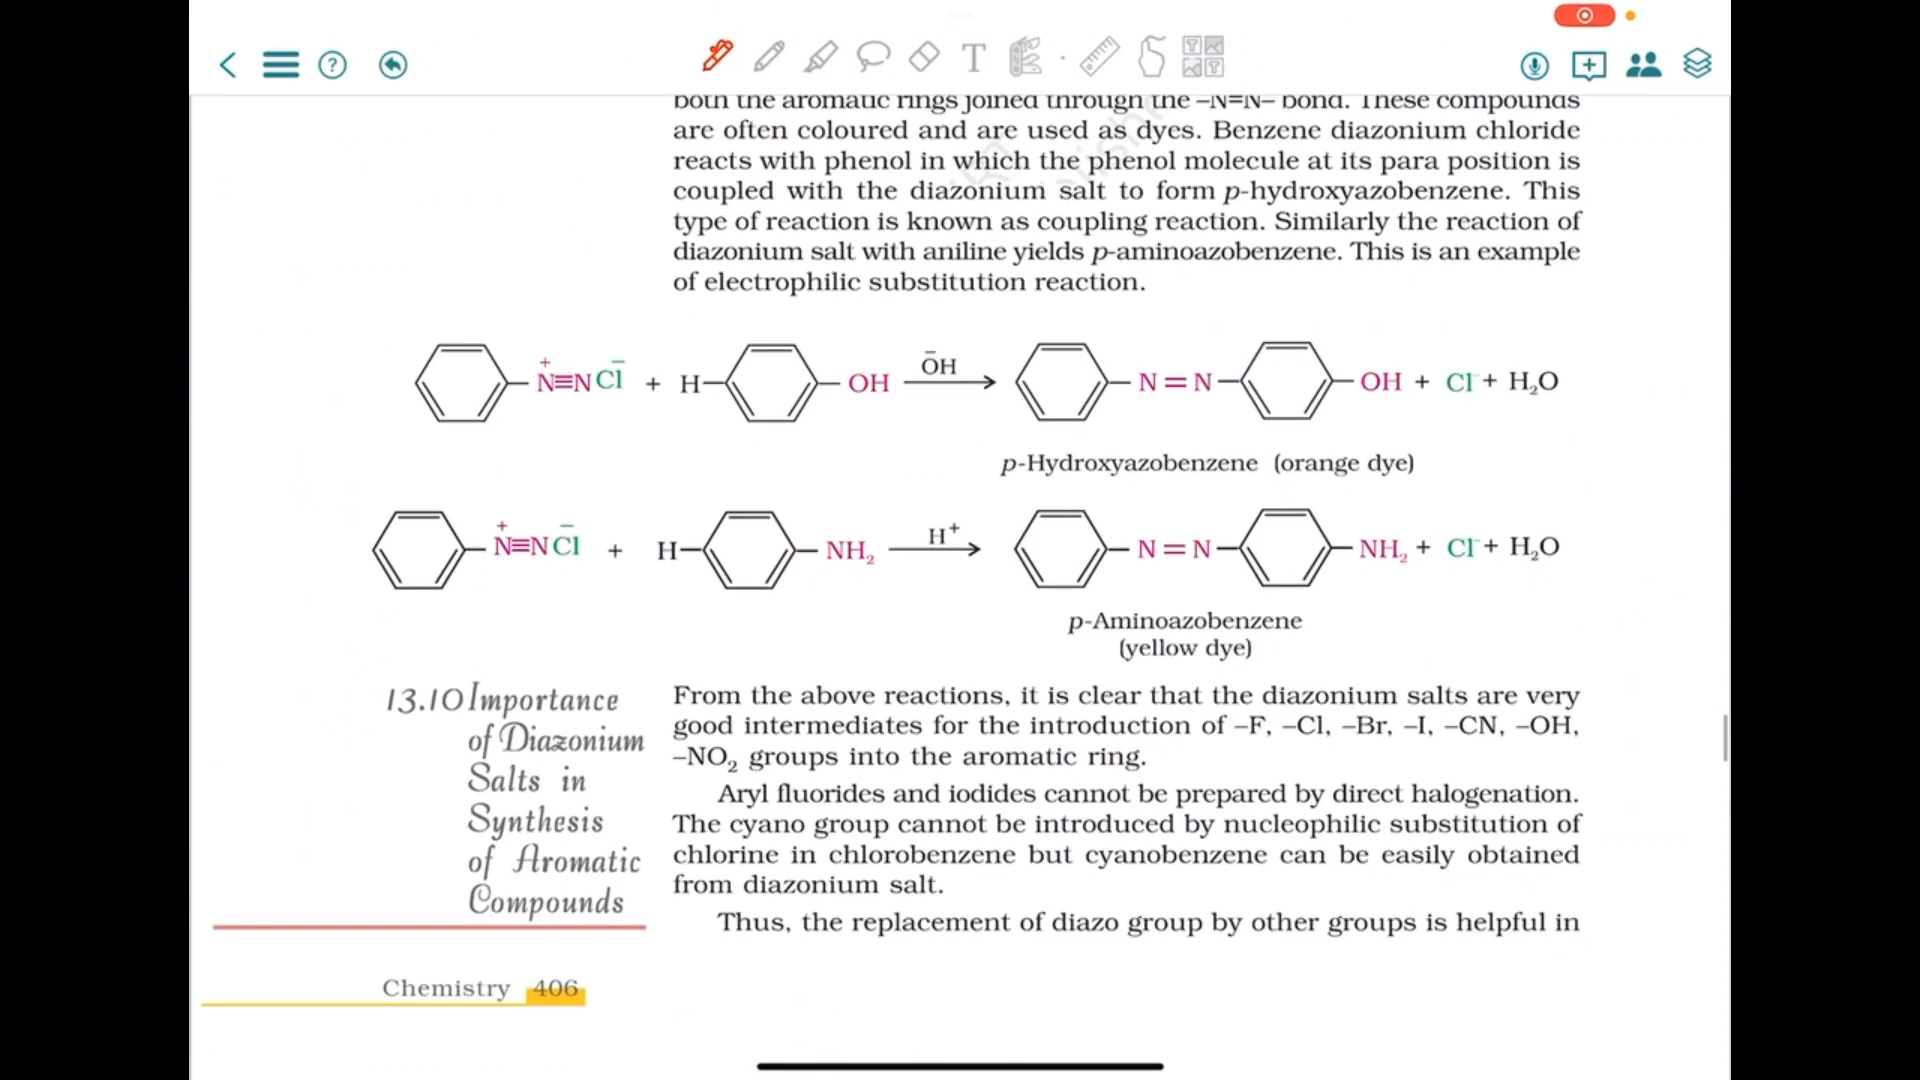 both the aromatic rings joined through the –N=N– bond. These compounds
are often coloured and are used as dyes. Benzene diazonium chloride
reacts with phenol in which the phenol molecule at its para position is
coupled with the diazonium salt to form p-hydroxyazobenzene. This
type of reaction is known as coupling reaction. Similarly the reaction of
diazonium salt with aniline yields p-aminoazobenzene. This is an example
of electrophilic substitution reaction.
N⁺≡N Cl⁻ + H– –OH O⁻H → –N=N– –OH + Cl⁻ + H₂O
p-Hydroxyazobenzene (orange dye)
N⁺≡N Cl⁻ + H– –NH₂ H⁺ → –N=N– –NH₂ + Cl⁻ + H₂O
p-Aminoazobenzene
(yellow dye)
13.10 Importance
of Diazonium
Salts in
Synthesis
of Aromatic
Compounds
From the above reactions, it is clear that the diazonium salts are very
good intermediates for the introduction of –F, –Cl, –Br, –I, –CN, –OH,
–NO₂ groups into the aromatic ring.
Aryl fluorides and iodides cannot be prepared by direct halogenation.
The cyano group cannot be introduced by nucleophilic substitution of
chlorine in chlorobenzene but cyanobenzene can be easily obtained
from diazonium salt.
Thus, the replacement of diazo group by other groups is helpful in
Chemistry 406